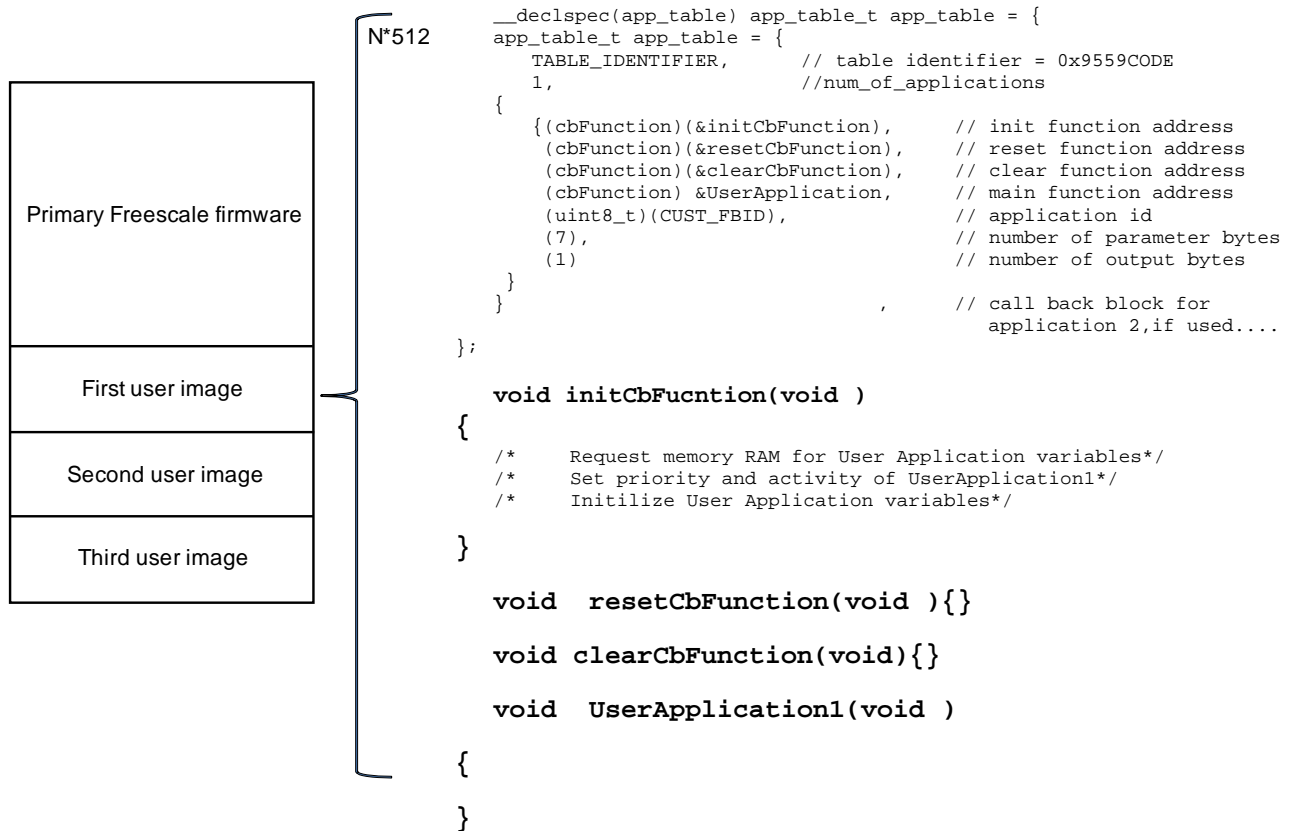 N*512
Primary Freescale firmware
First user image
Second user image
Third user image
__declspec(app_table) app_table_t app_table = {
app_table_t app_table = {
TABLE_IDENTIFIER, // table identifier = 0x9559CODE
1, //num_of_applications
{
{(cbFunction)(&initCbFunction), // init function address
(cbFunction)(&resetCbFunction), // reset function address
(cbFunction)(&clearCbFunction), // clear function address
(cbFunction) &UserApplication, // main function address
(uint8_t)(CUST_FBID), // application id
(7), // number of parameter bytes
(1) // number of output bytes
}
} , // call back block for
application 2,if used....
};
void initCbFucntion(void )
{
/* Request memory RAM for User Application variables*/
/* Set priority and activity of UserApplication1*/
/* Initilize User Application variables*/
}
void resetCbFunction(void ){}
void clearCbFunction(void){}
void UserApplication1(void )
{
}